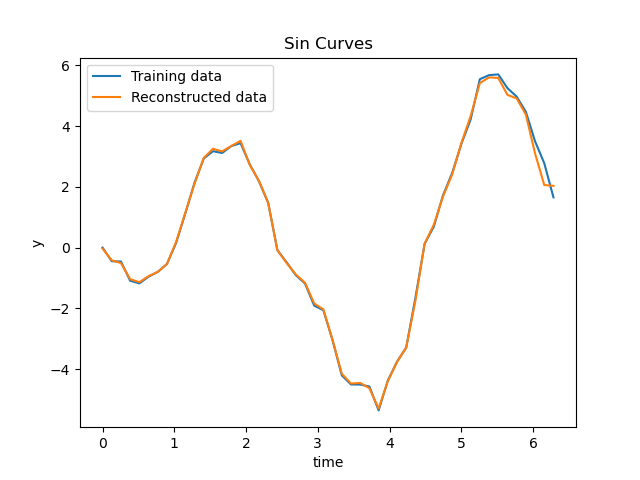 Sin Curves
Training data
Reconstructed data
6
4
2
0
−2
−4
y
0 1 2 3 4 5 6
time